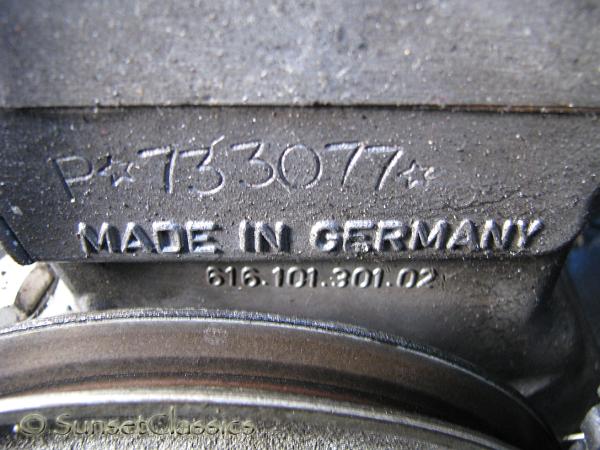 P☆733077☆
MADE IN GERMANY
616.101.301.02
© SunsetClassics